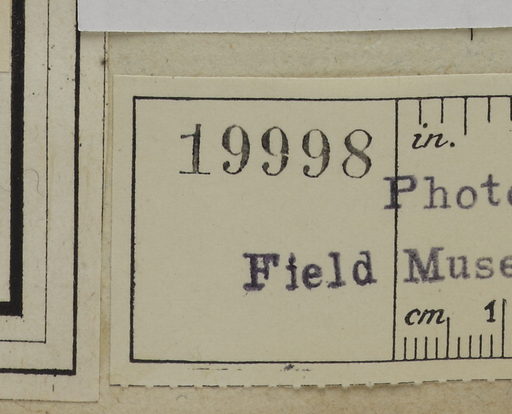 19998
in.
Photo
Field Muse
cm 1